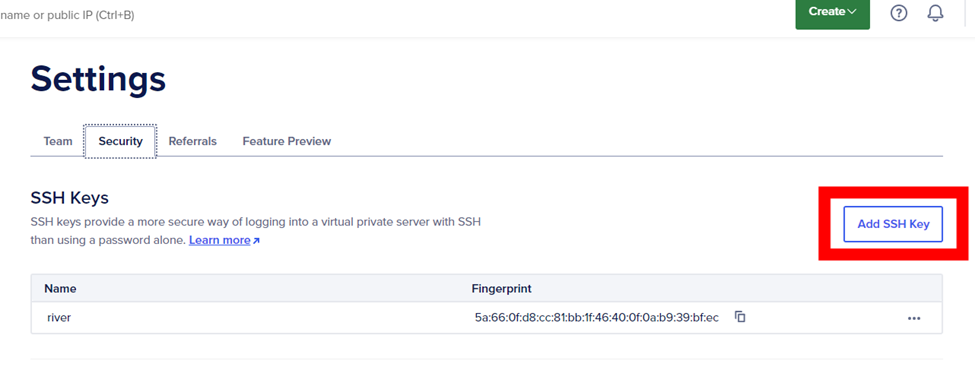 name or public IP (Ctrl+B)
Create
?
Settings
Team Security Referrals Feature Preview
SSH Keys
SSH keys provide a more secure way of logging into a virtual private server with SSH
than using a password alone. Learn more
Add SSH Key
Name Fingerprint
river 5a:66:0f:d8:cc:81:bb:1f:46:40:0f:0a:b9:39:bf:ec